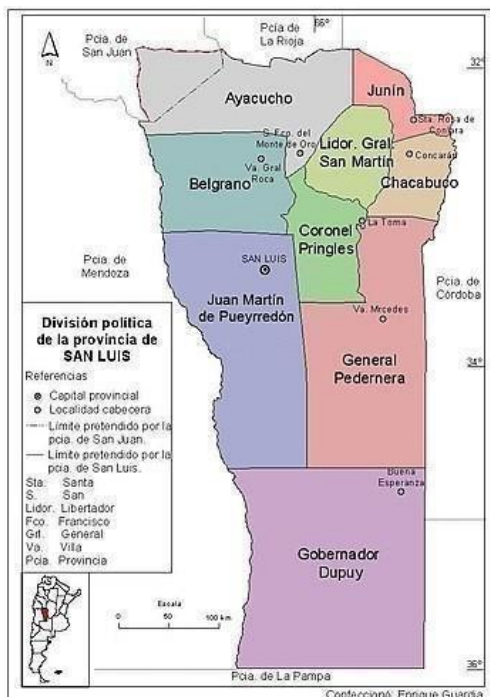 Pcia. de
San Juan
Pcia de
La Rioja
66°
N
32°
Ayacucho
Junín
Sta. Rosa de
Conlara
S. Fco. del
Monte de Oro
Lidor. Gral.
San Martín
Concarán
Va. Gral
Roca
Chacabuco
Belgrano
La Toma
Coronel
Pringles
Pcia. de
Mendoza
SAN LUIS
Pcia. de
Córdoba
Juan Martín
de Pueyrredón
Va. Mrcedes
División política
de la provincia de
SAN LUIS
General
Pedernera
34°
Referencias
Capital provincial
Localidad cabecera
Límite pretendido por la
pcia. de San Juan.
Límite pretendido por la
pcia. de San Luis.
Sta. Santa
S. San
Lidor. Libertador
Fco. Francisco
Grl. General
Va. Villa
Pcia. Provincia
Buena
Esperanza
Gobernador
Dupuy
Escala
0 50 100 km.
36°
Pcia. de La Pampa
Confeccionó: Enrique Guardia